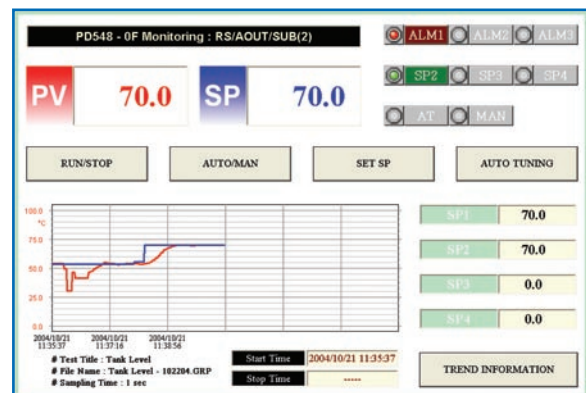 PD548 - 0F Monitoring : RS/AOUT/SUB(2)
ALM1 ALM2 ALM3
PV 70.0 SP 70.0
SP2 SP3 SP4
AT MAN
RUN/STOP AUTO/MAN SET SP AUTO TUNING
100.0
°C
75.0
50.0
25.0
0.0
2004/10/21 2004/10/21 2004/10/21
11:35:37 11:37:16 11:38:56
SP1 70.0
SP2 70.0
SP3 0.0
SP4 0.0
# Test Title : Tank Level
# File Name : Tank Level - 102204.GRP
# Sampling Time : 1 sec
Start Time 2004/10/21 11:35:37
Stop Time -----
TREND INFORMATION